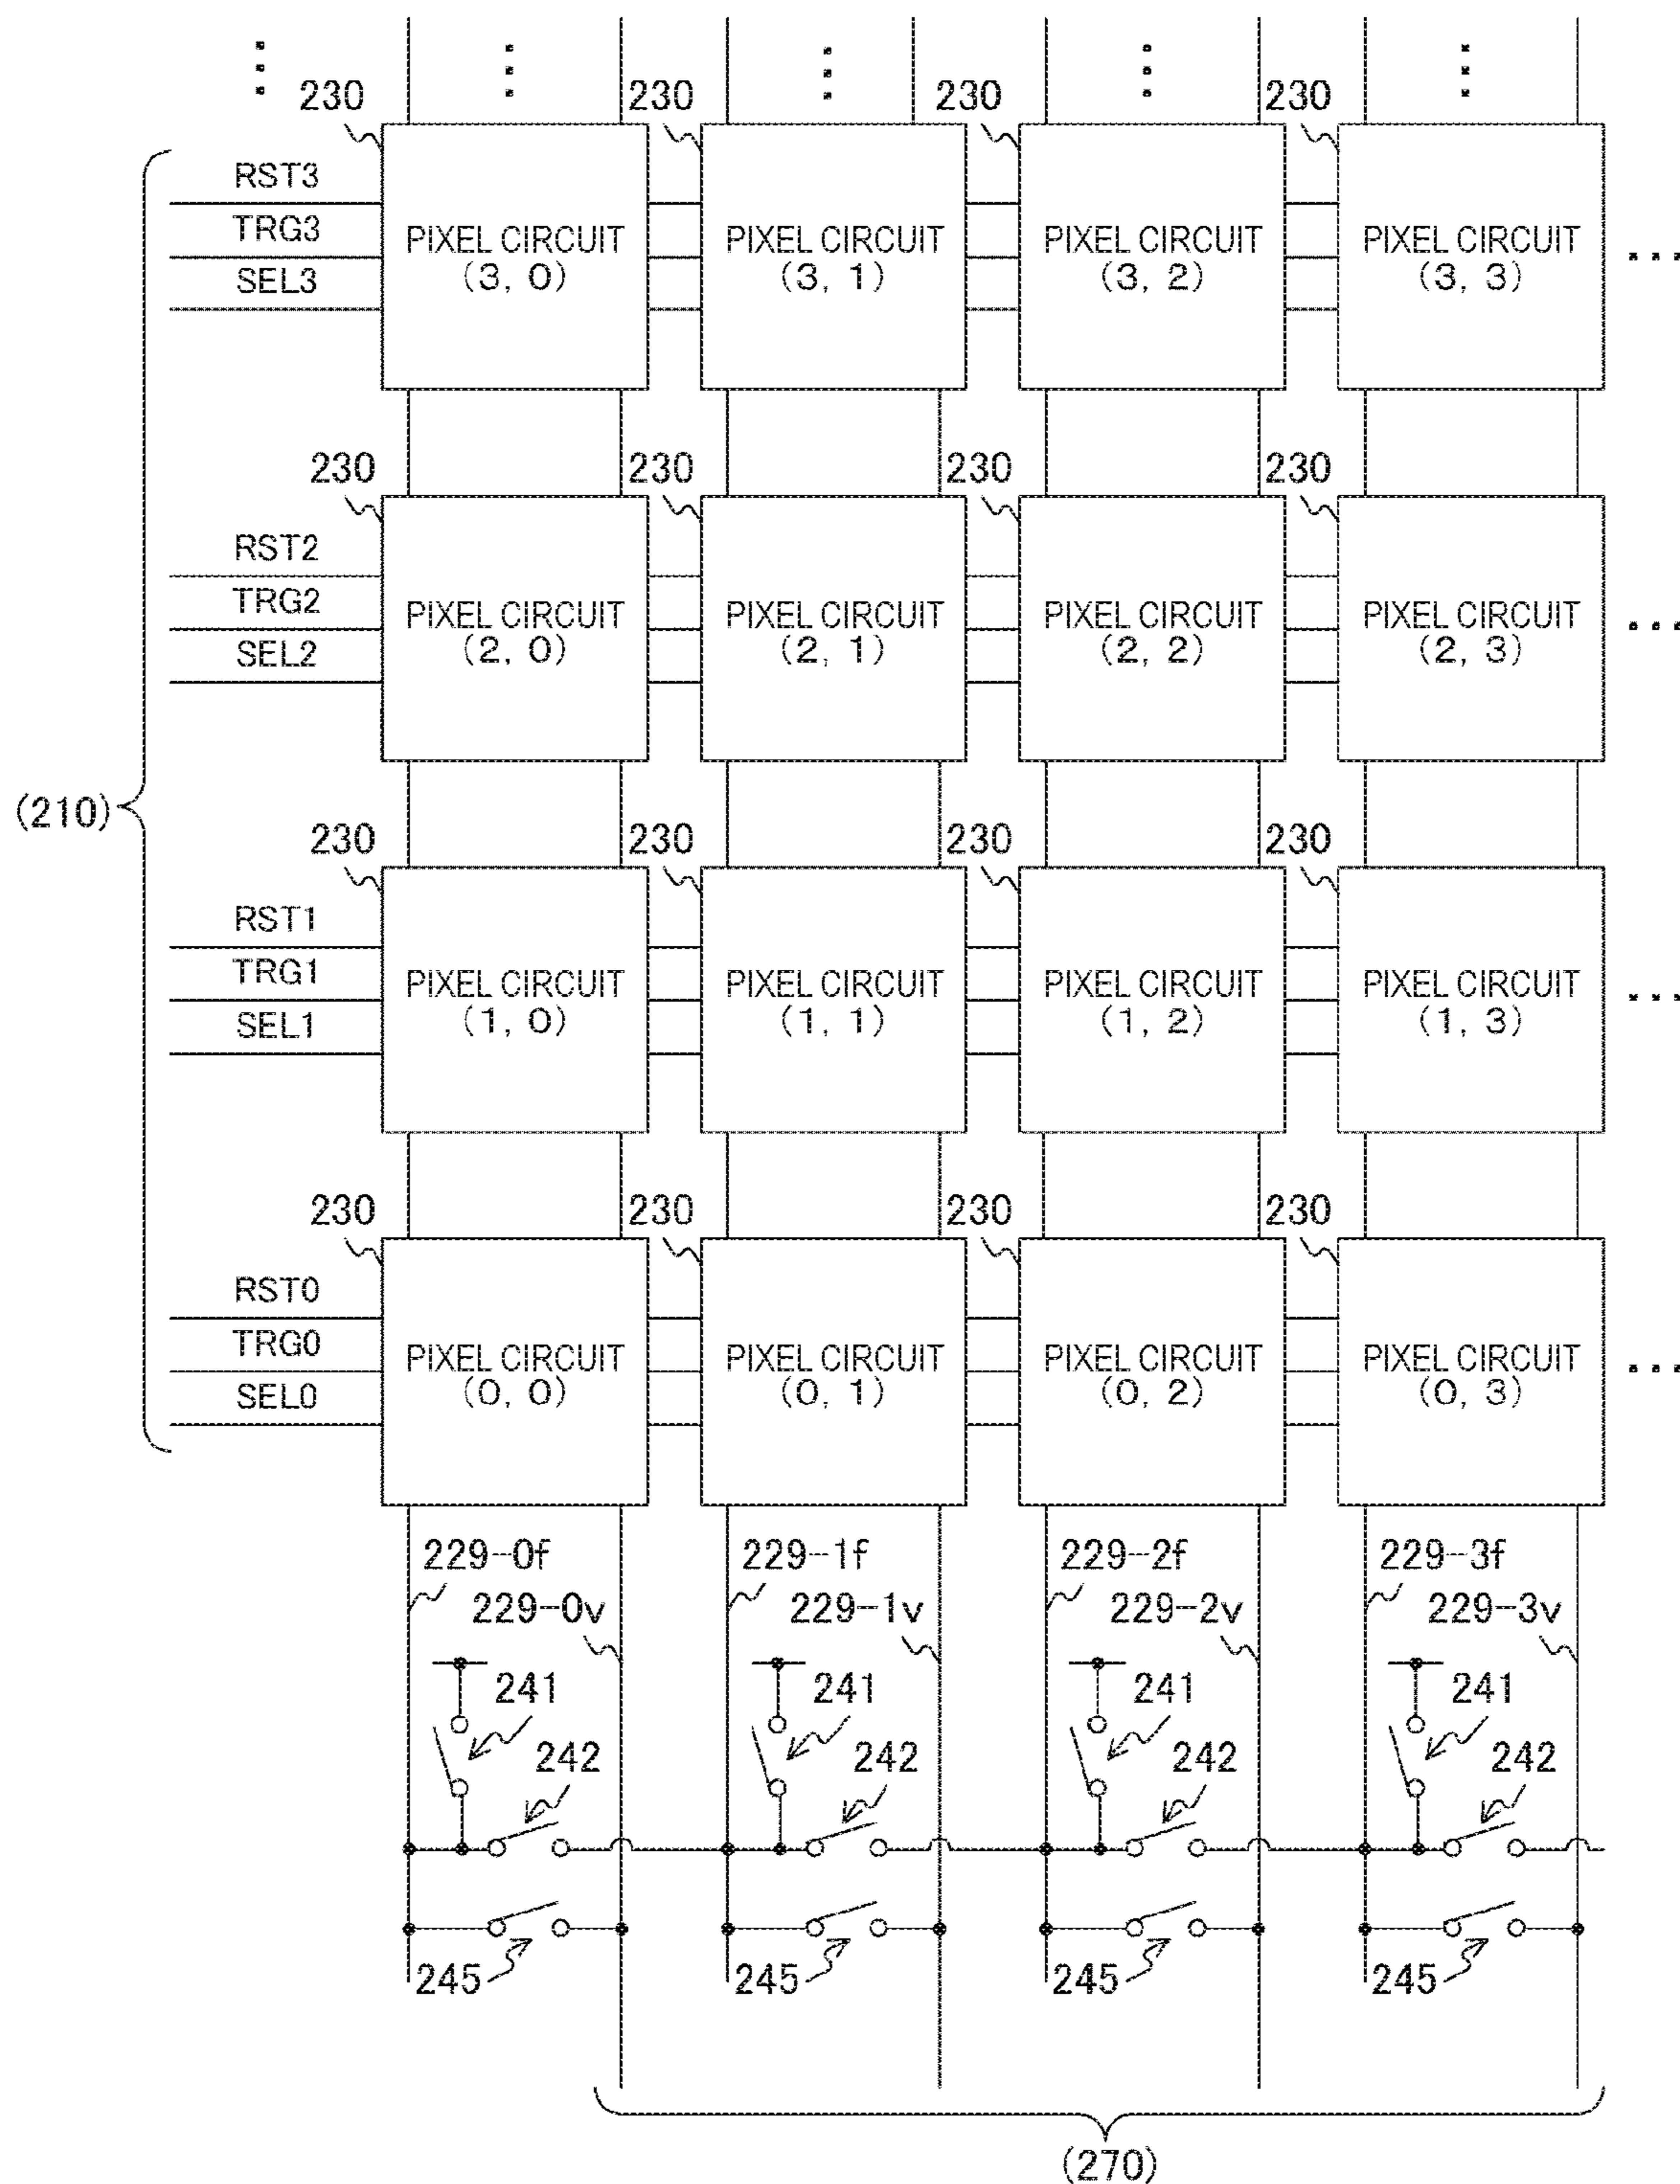 230 230 230 230
RST3
TRG3
SEL3
PIXEL CIRCUIT (3, 0)
PIXEL CIRCUIT (3, 1)
PIXEL CIRCUIT (3, 2)
PIXEL CIRCUIT (3, 3)
230 230 230 230
RST2
TRG2
SEL2
PIXEL CIRCUIT (2, 0)
PIXEL CIRCUIT (2, 1)
PIXEL CIRCUIT (2, 2)
PIXEL CIRCUIT (2, 3)
(210)
230 230 230 230
RST1
TRG1
SEL1
PIXEL CIRCUIT (1, 0)
PIXEL CIRCUIT (1, 1)
PIXEL CIRCUIT (1, 2)
PIXEL CIRCUIT (1, 3)
230 230 230 230
RST0
TRG0
SEL0
PIXEL CIRCUIT (0, 0)
PIXEL CIRCUIT (0, 1)
PIXEL CIRCUIT (0, 2)
PIXEL CIRCUIT (0, 3)
229-0f 229-1f 229-2f 229-3f
229-0v 229-1v 229-2v 229-3v
241 241 241 241
242 242 242 242
245 245 245 245
(270)